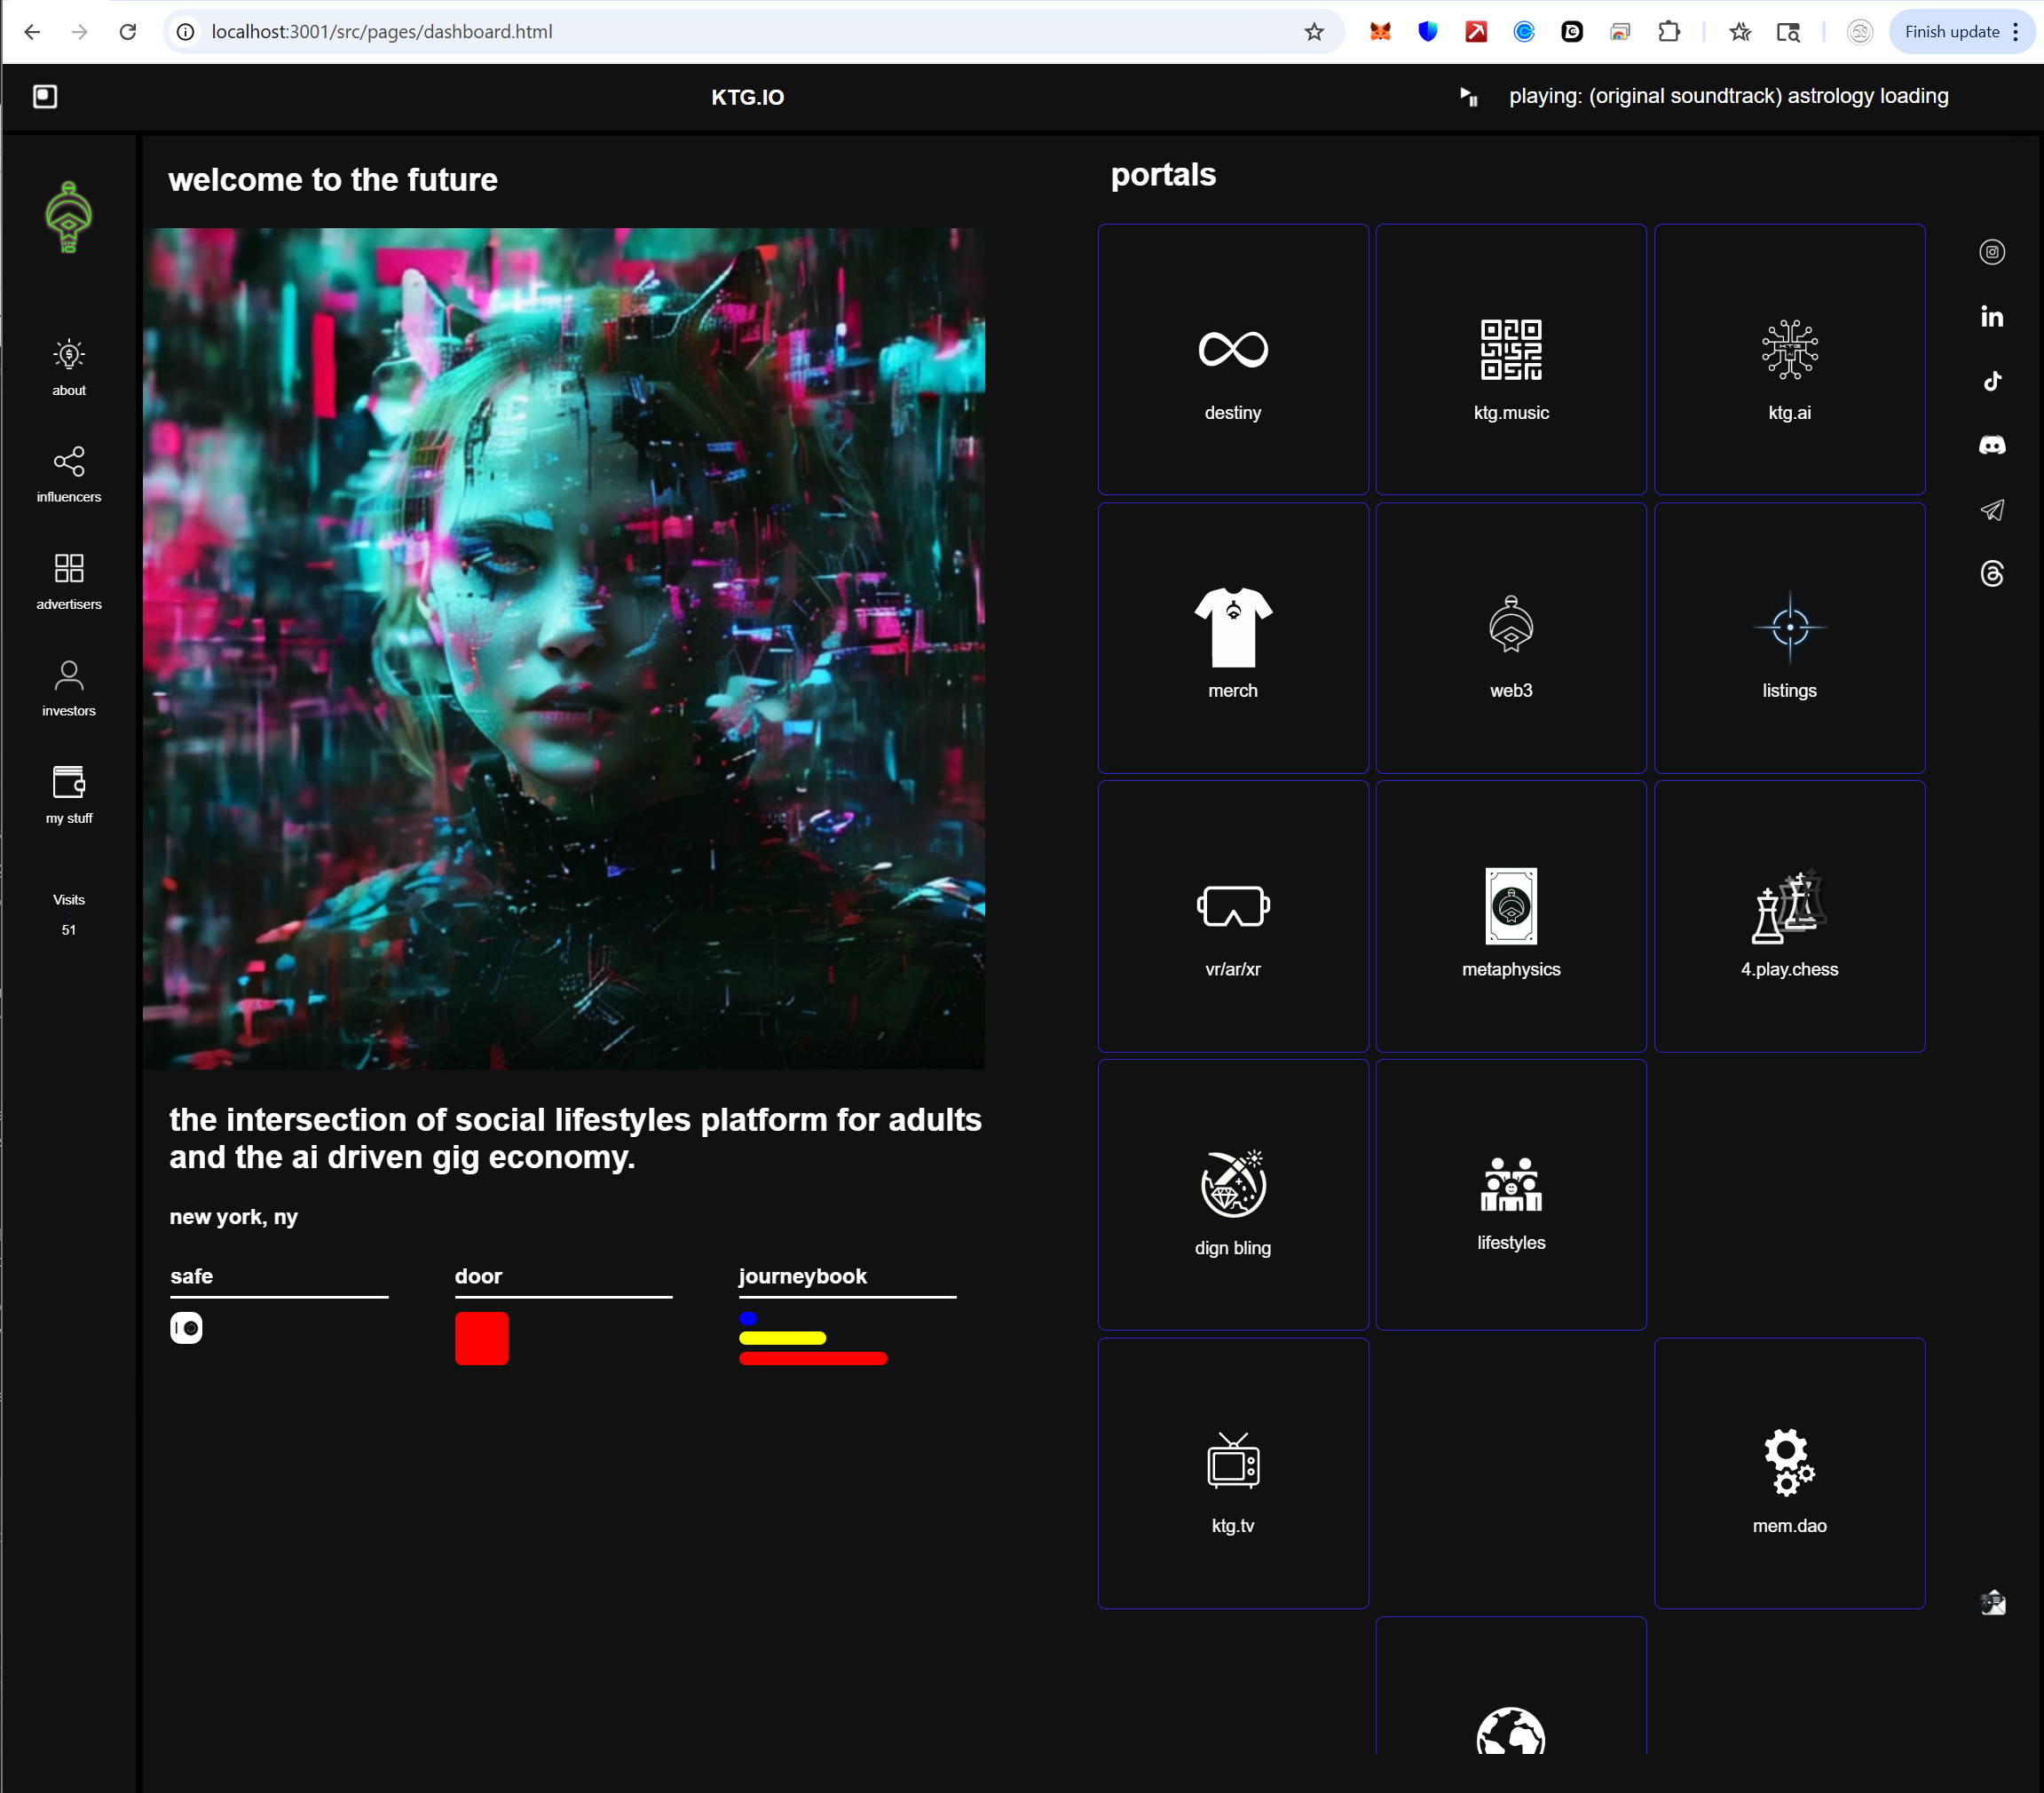 localhost:3001/src/pages/dashboard.html
Finish update
KTG.IO
playing: (original soundtrack) astrology loading
about
influencers
advertisers
investors
my stuff
Visits
51
welcome to the future
the intersection of social lifestyles platform for adults
and the ai driven gig economy.
new york, ny
safe
door
journeybook
portals
destiny
ktg.music
ktg.ai
merch
web3
listings
vr/ar/xr
metaphysics
4.play.chess
dign bling
lifestyles
ktg.tv
mem.dao